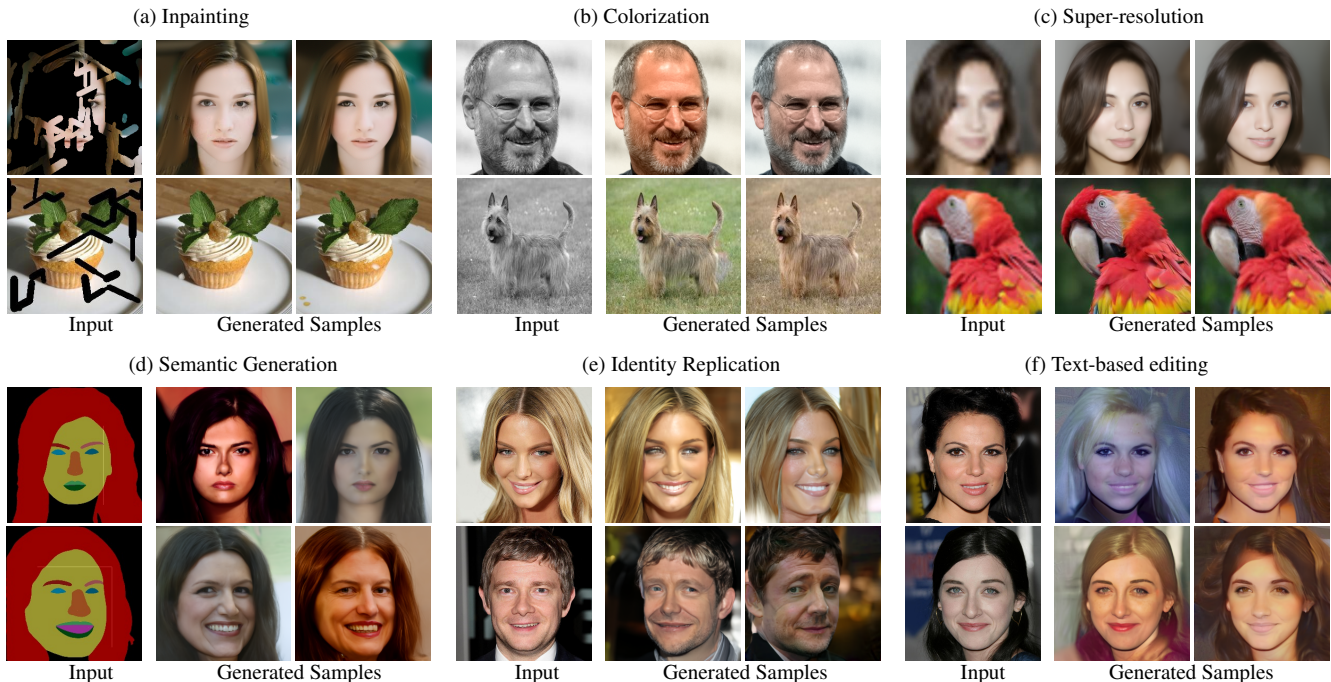 (a) Inpainting
(b) Colorization
(c) Super-resolution
Input
Generated Samples
Input
Generated Samples
Input
Generated Samples
(d) Semantic Generation
(e) Identity Replication
(f) Text-based editing
Input
Generated Samples
Input
Generated Samples
Input
Generated Samples